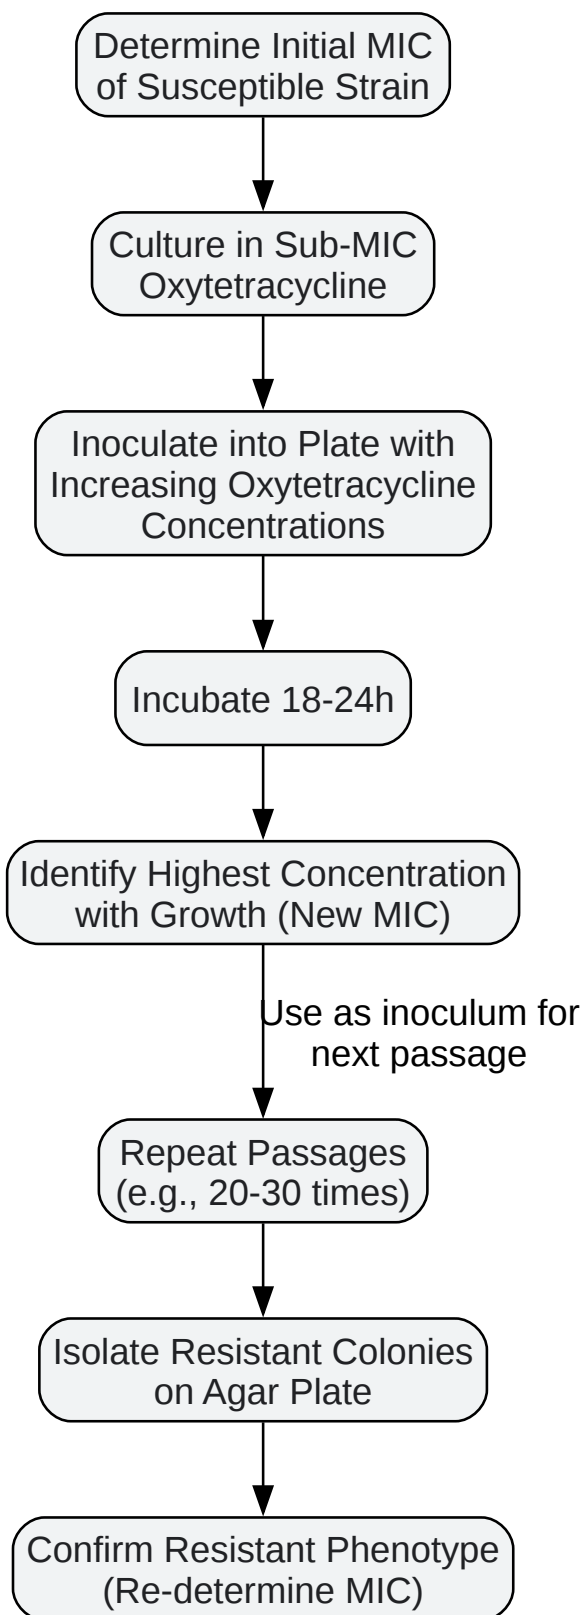 Determine Initial MIC
of Susceptible Strain
Culture in Sub-MIC
Oxytetracycline
Inoculate into Plate with
Increasing Oxytetracycline
Concentrations
Incubate 18-24h
Identify Highest Concentration
with Growth (New MIC)
Use as inoculum for
next passage
Repeat Passages
(e.g., 20-30 times)
Isolate Resistant Colonies
on Agar Plate
Confirm Resistant Phenotype
(Re-determine MIC)